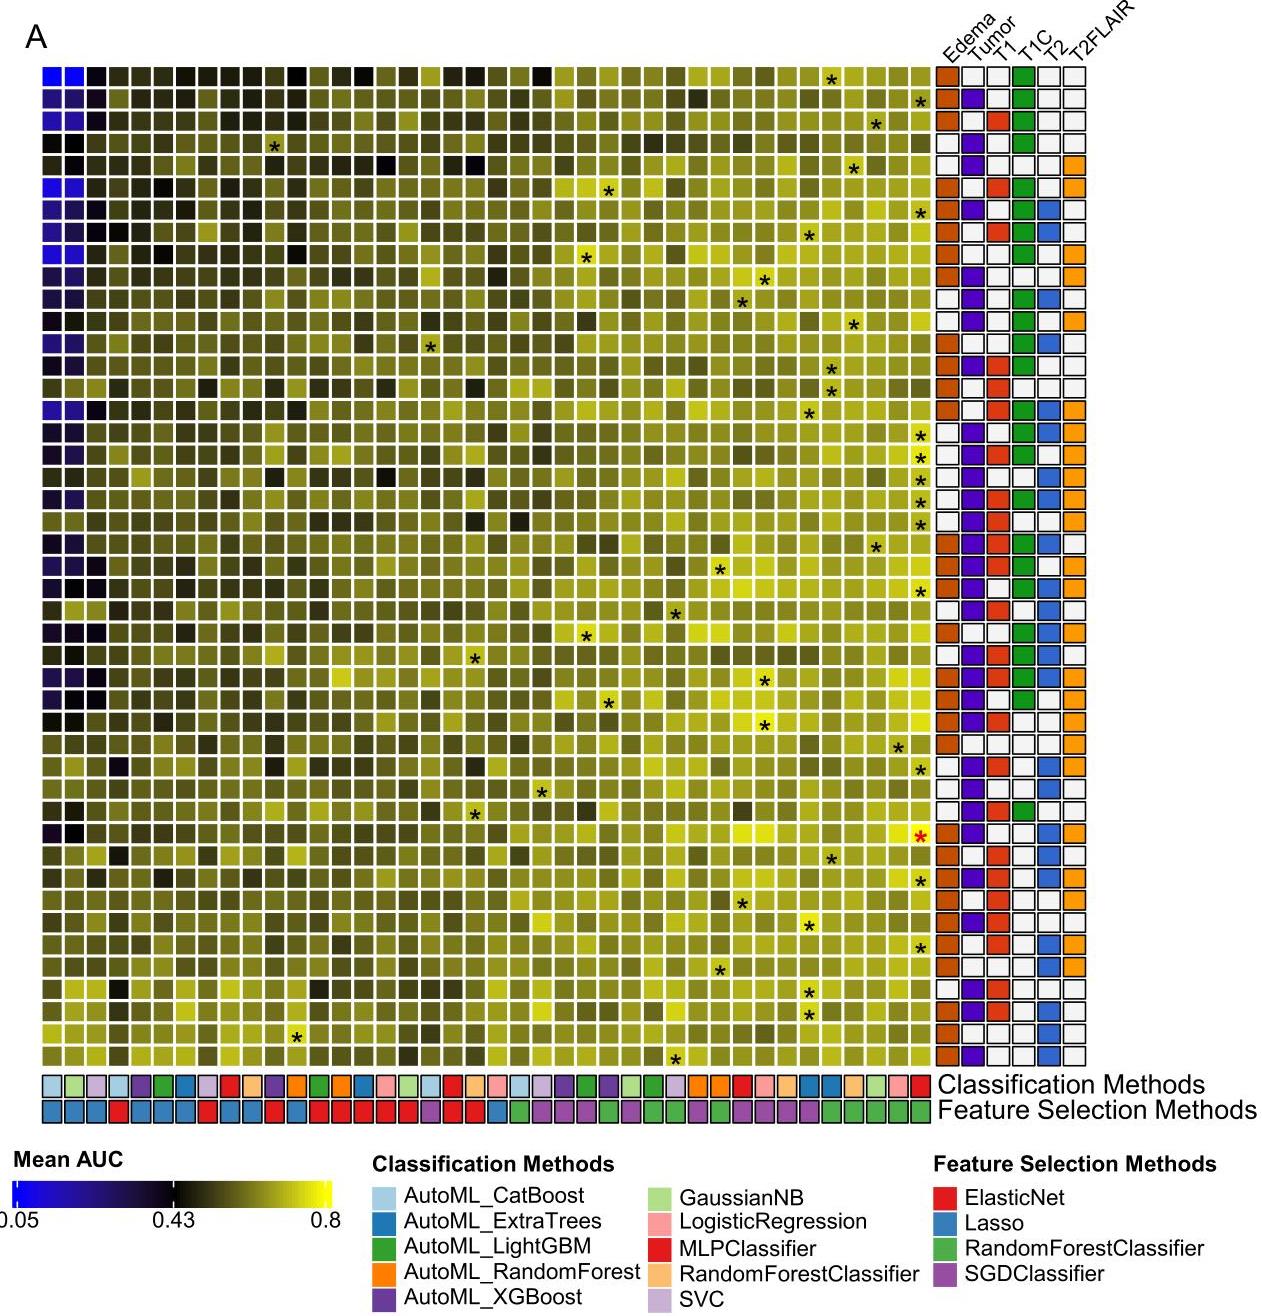 A
Edema
Tumor
T1
T1C
T2
T2FLAIR
Classification Methods
Feature Selection Methods
Mean AUC
0.05 0.43 0.8
Classification Methods
AutoML_CatBoost
AutoML_ExtraTrees
AutoML_LightGBM
AutoML_RandomForest
AutoML_XGBoost
GaussianNB
LogisticRegression
MLPClassifier
RandomForestClassifier
SVC
Feature Selection Methods
ElasticNet
Lasso
RandomForestClassifier
SGDClassifier